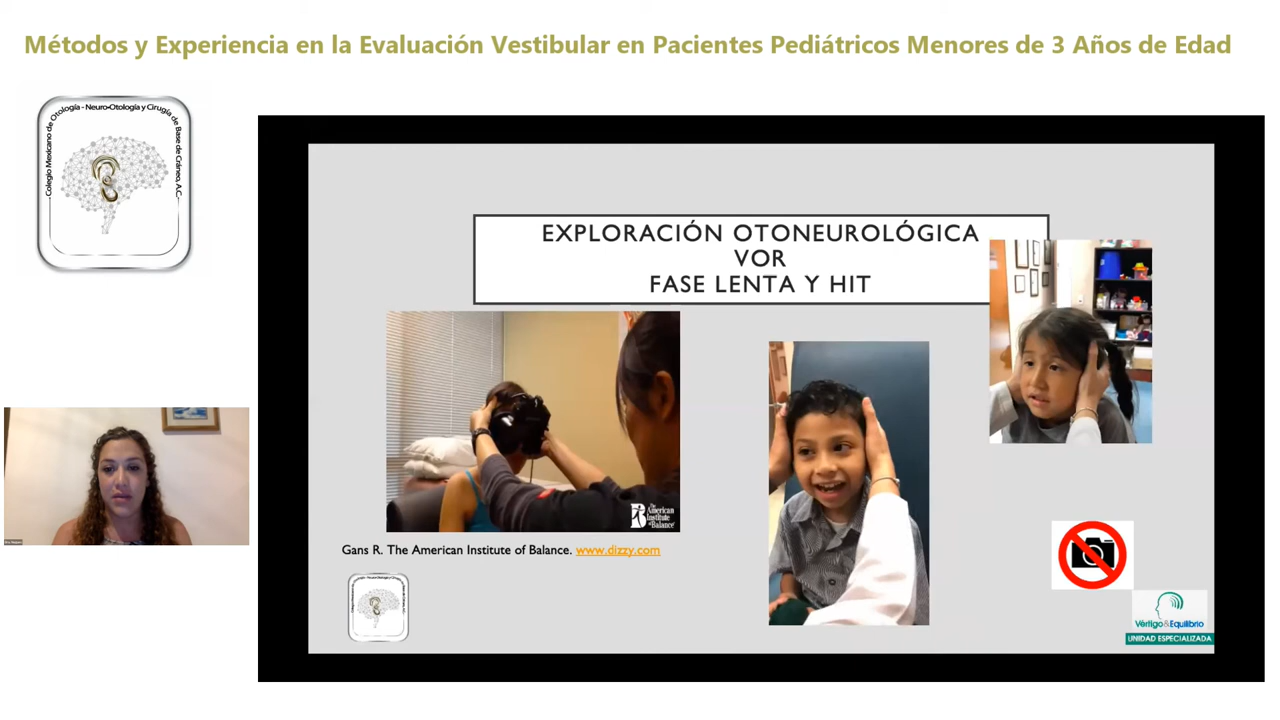 Métodos y Experiencia en la Evaluación Vestibular en Pacientes Pediátricos Menores de 3 Años de Edad
Colegio Mexicano de Otología - Neuro-Otología y Cirugía de Base de Cráneo, A.C.
EXPLORACIÓN OTONEUROLÓGICA
VOR
FASE LENTA Y HIT
The
American
Institute
of Balance
Gans R. The American Institute of Balance. www.dizzy.com
Vértigo&Equilibrio
UNIDAD ESPECIALIZADA